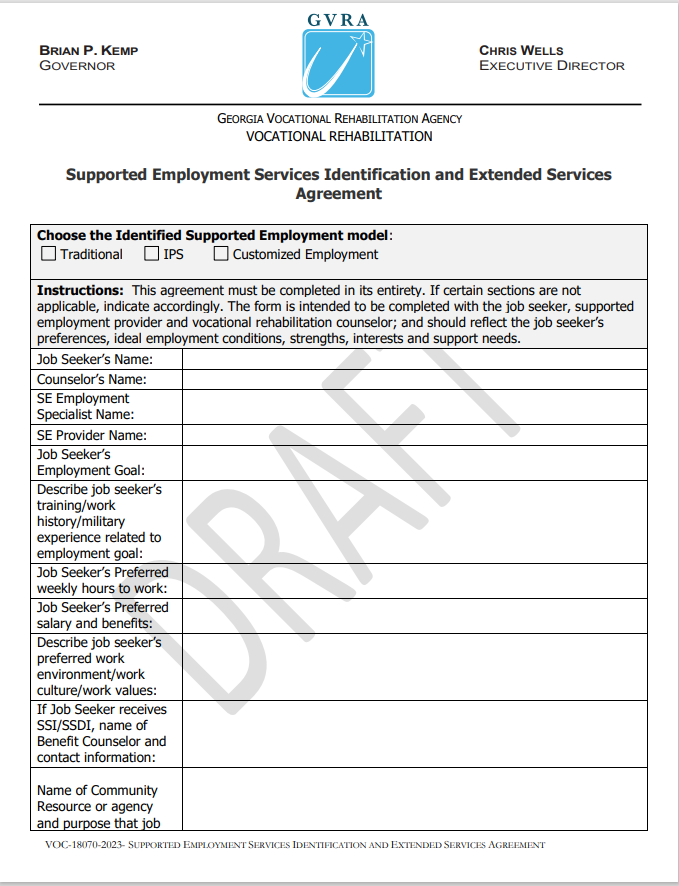 GVRA
BRIAN P. KEMP
GOVERNOR
CHRIS WELLS
EXECUTIVE DIRECTOR
GEORGIA VOCATIONAL REHABILITATION AGENCY
VOCATIONAL REHABILITATION
Supported Employment Services Identification and Extended Services
Agreement
Choose the Identified Supported Employment model:
Traditional IPS Customized Employment
Instructions: This agreement must be completed in its entirety. If certain sections are not
applicable, indicate accordingly. The form is intended to be completed with the job seeker, supported
employment provider and vocational rehabilitation counselor; and should reflect the job seeker's
preferences, ideal employment conditions, strengths, interests and support needs.
Job Seeker's Name:
Counselor's Name:
SE Employment
Specialist Name:
SE Provider Name:
Job Seeker's
Employment Goal:
Describe job seeker's
training/work
history/military
experience related to
employment goal:
Job Seeker's Preferred
weekly hours to work:
Job Seeker's Preferred
salary and benefits:
Describe job seeker's
preferred work
environment/work
culture/work values:
If Job Seeker receives
SSI/SSDI, name of
Benefit Counselor and
contact information:
Name of Community
Resource or agency
and purpose that job
DRAFT
VOC-18070-2023- SUPPORTED EMPLOYMENT SERVICES IDENTIFICATION AND EXTENDED SERVICES AGREEMENT